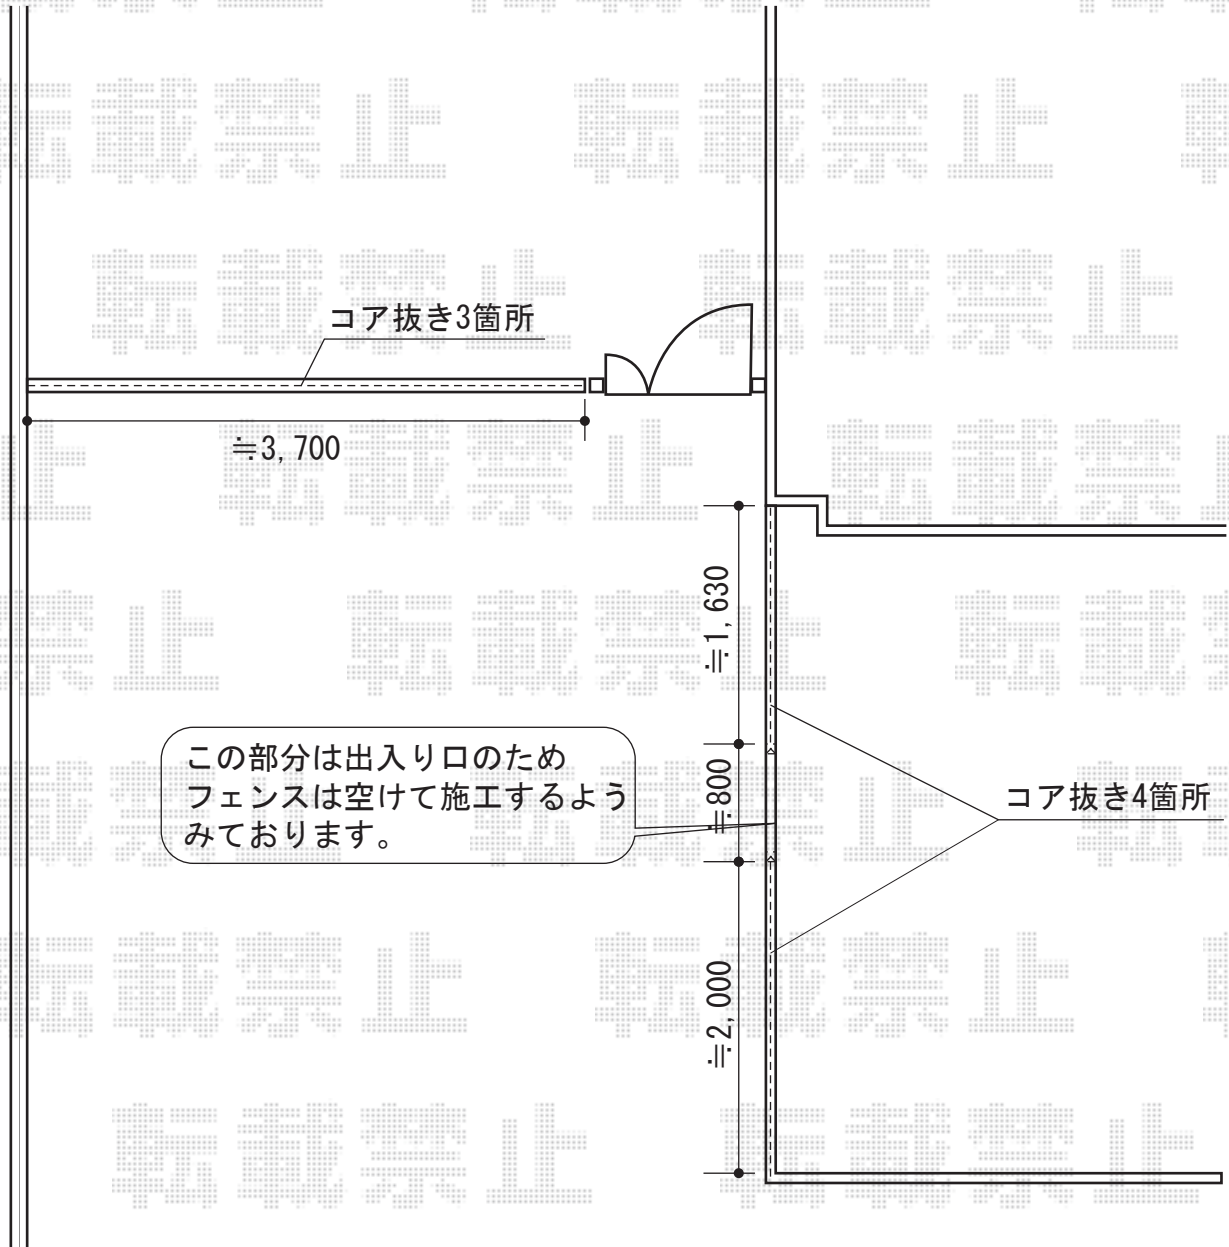 転載禁止
コア抜き3箇所
≒3,700
≒1,630
≒800
≒2,000
この部分は出入り口のため
フェンスは空けて施工するよう
みております。
コア抜き4箇所